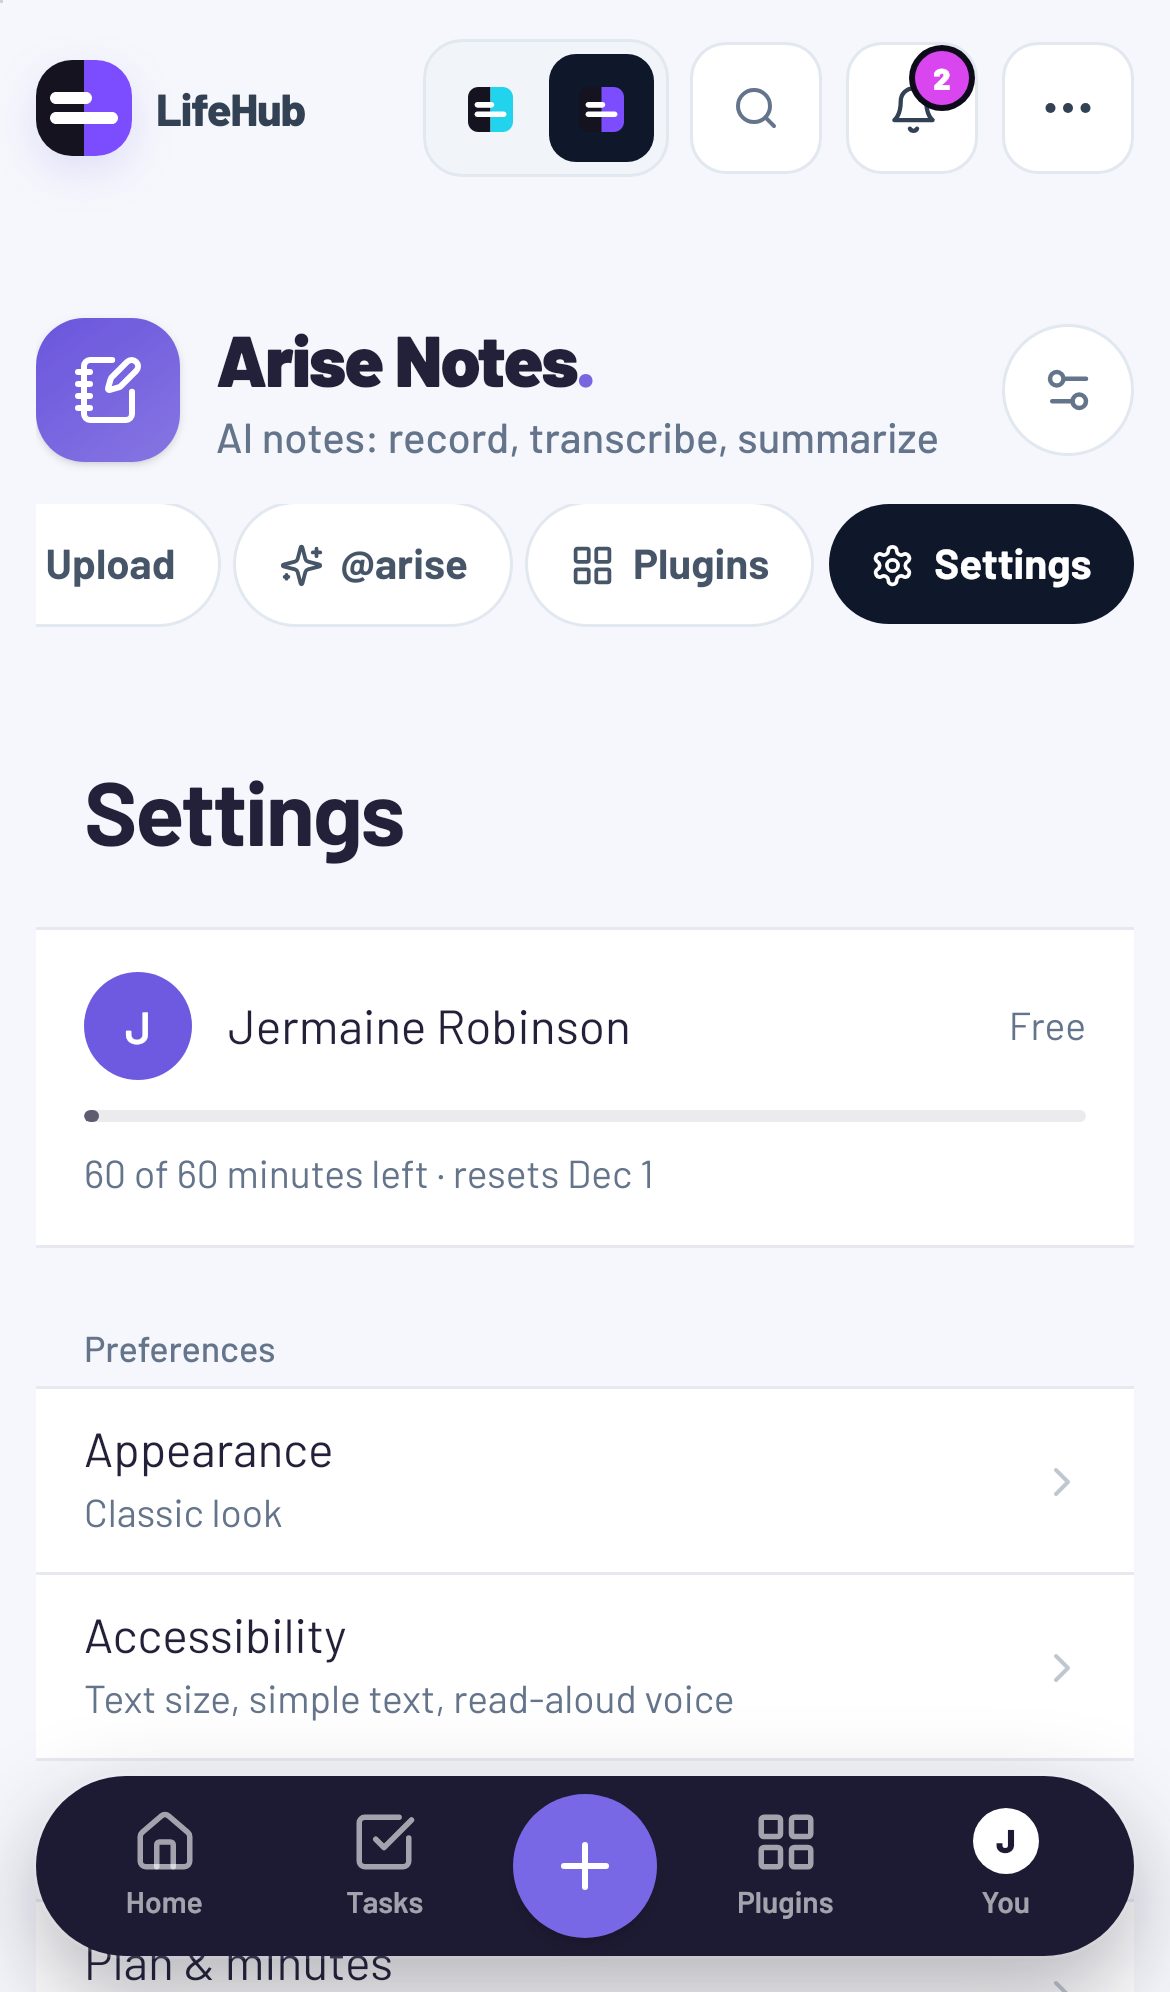 LifeHub
2
Arise Notes.
AI notes: record, transcribe, summarize
Upload
@arise
Plugins
Settings
Settings
J
Jermaine Robinson
Free
60 of 60 minutes left · resets Dec 1
Preferences
Appearance
Classic look
Accessibility
Text size, simple text, read-aloud voice
Home
Tasks
Plugins
J
You
Plan & minutes